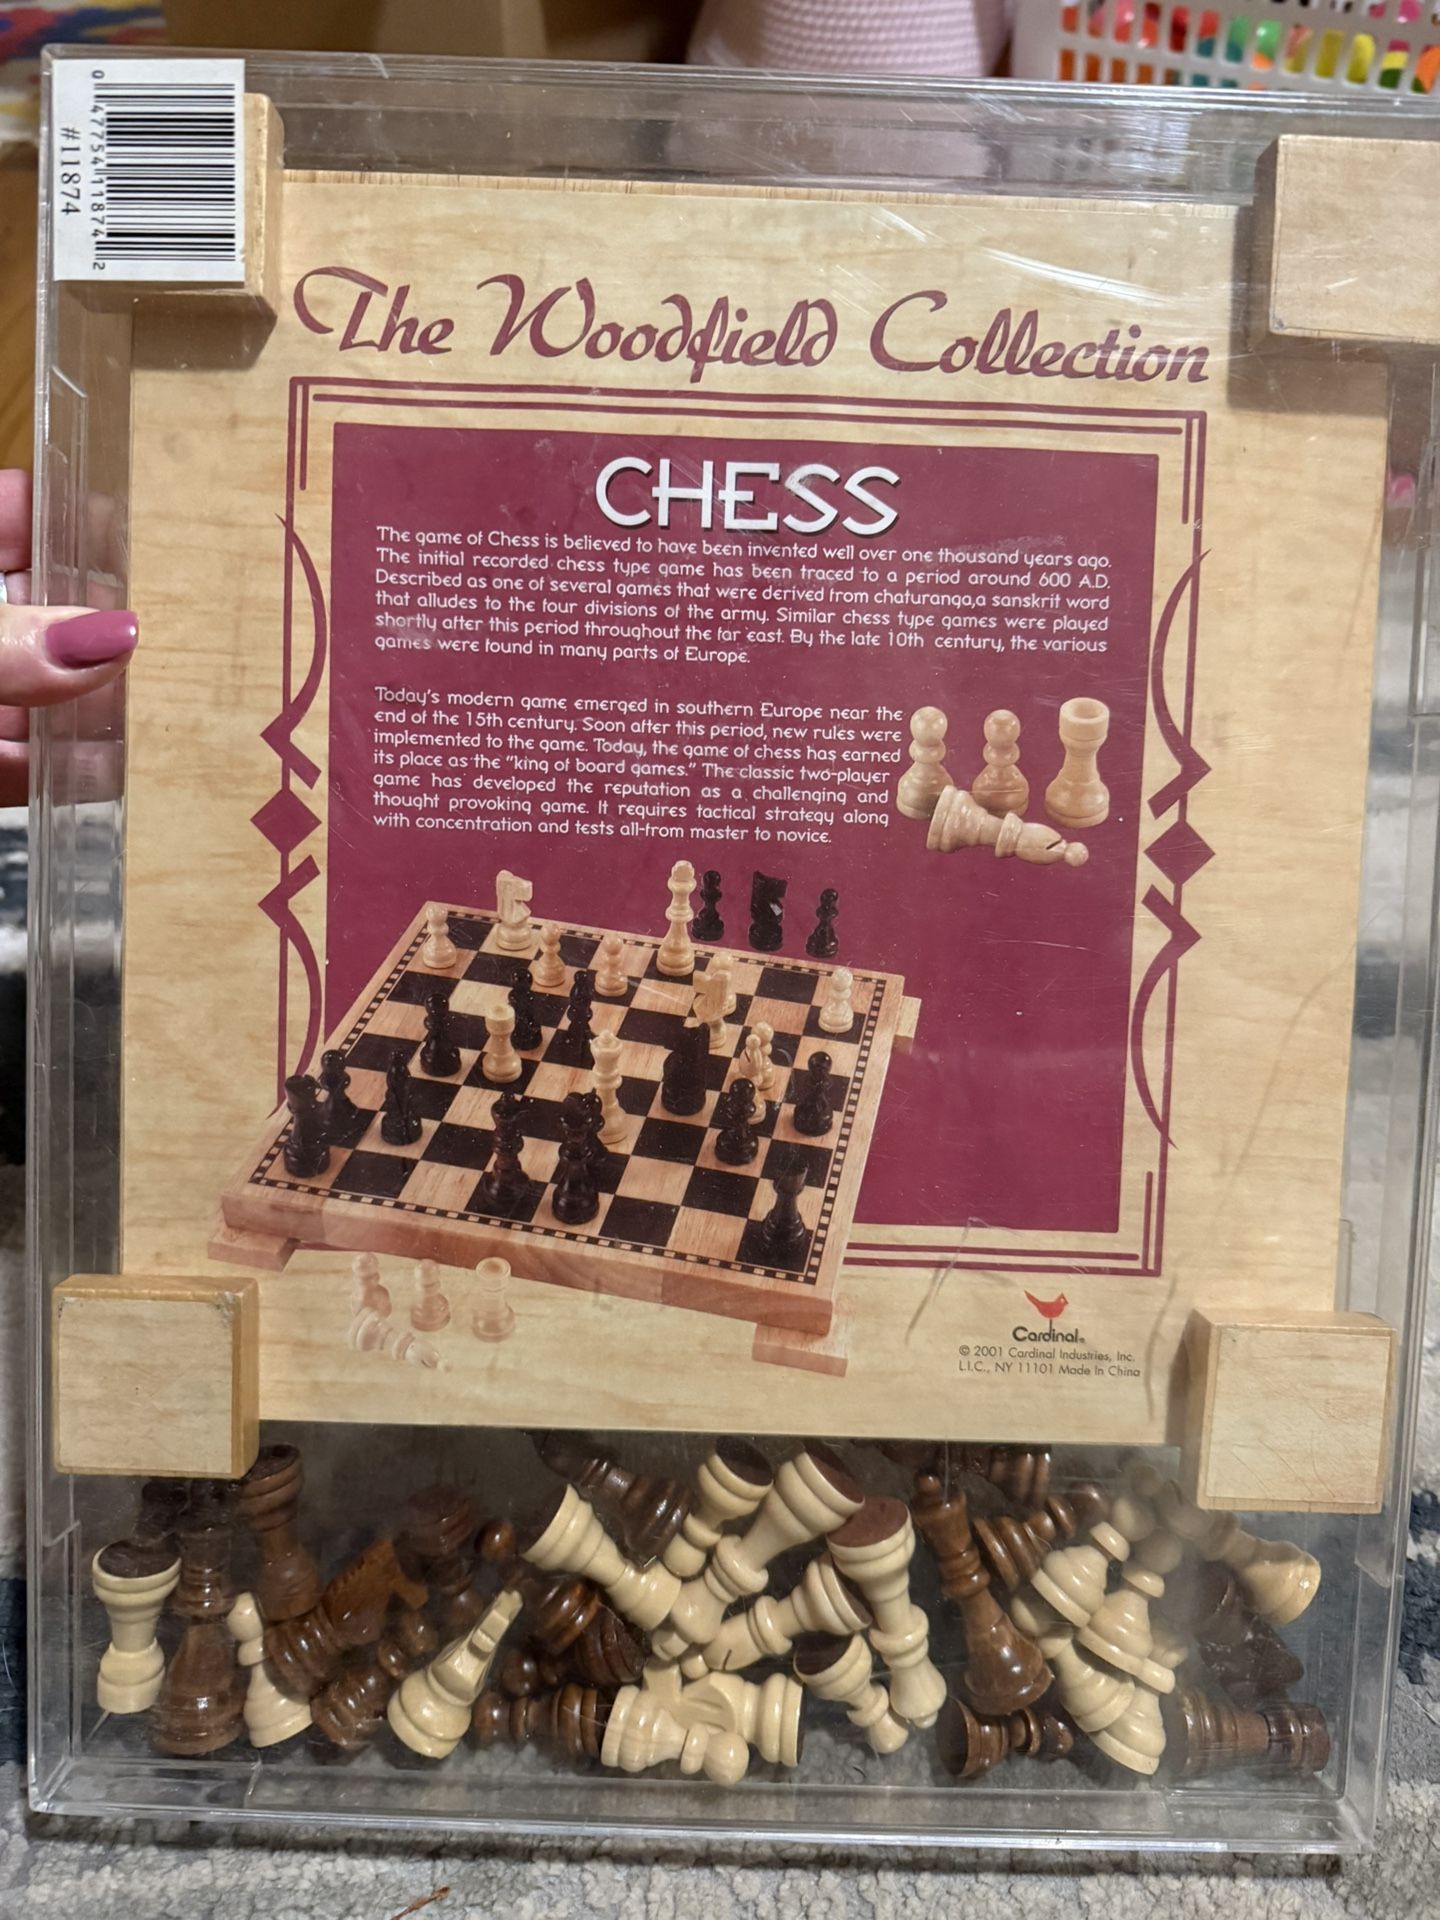 0 47754 11874 2
#11874
The Woodfield Collection
CHESS
The game of Chess is believed to have been invented well over one thousand years ago.
The initial recorded chess type game has been traced to a period around 600 A.D.
Described as one of several games that were derived from chaturanga,a sanskrit word
that alludes to the four divisions of the army. Similar chess type games were played
shortly after this period throughout the far east. By the late 10th century, the various
games were found in many parts of Europe.
Today's modern game emerged in southern Europe near the
end of the 15th century. Soon after this period, new rules were
implemented to the game. Today, the game of chess has earned
its place as the "king of board games." The classic two-player
game has developed the reputation as a challenging and
thought provoking game. It requires tactical strategy along
with concentration and tests all-from master to novice.
Cardinal®
© 2001 Cardinal Industries, Inc.
L.I.C., NY 11101 Made In China